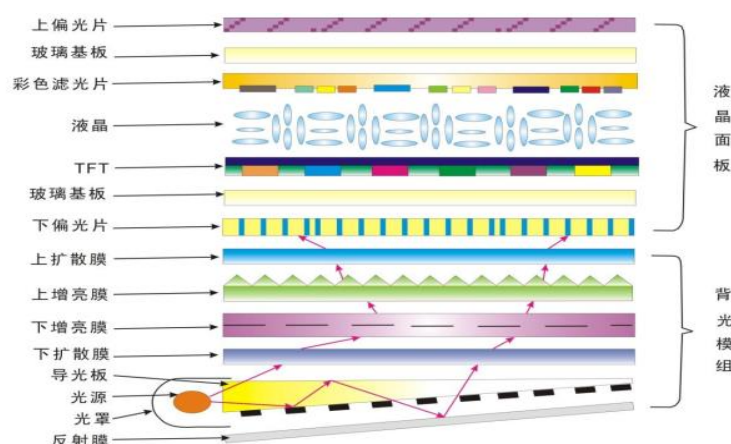 上偏光片
玻璃基板
彩色滤光片
液晶
TFT
玻璃基板
下偏光片
上扩散膜
上增亮膜
下增亮膜
下扩散膜
导光板
光源
光罩
反射膜
液晶面板
背光模组